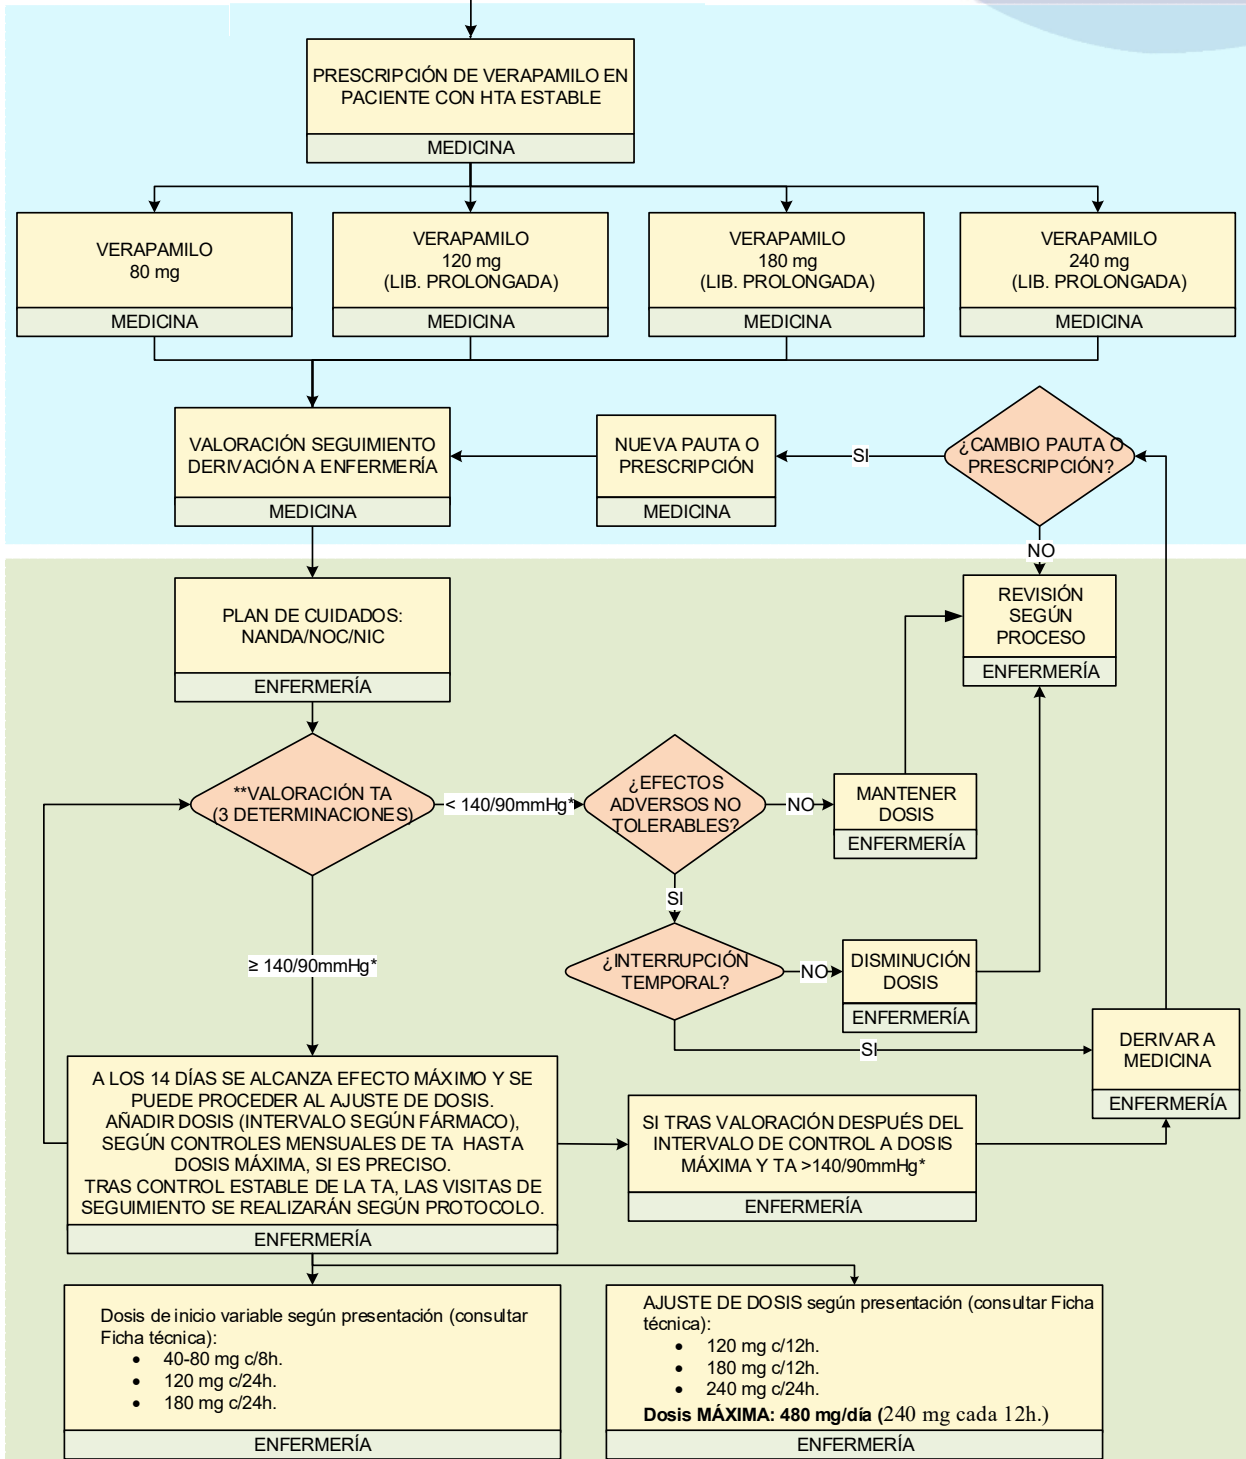 PRESCRIPCIÓN DE VERAPAMILO EN
PACIENTE CON HTA ESTABLE
MEDICINA
VERAPAMILO
80 mg
MEDICINA
VERAPAMILO
120 mg
(LIB. PROLONGADA)
MEDICINA
VERAPAMILO
180 mg
(LIB. PROLONGADA)
MEDICINA
VERAPAMILO
240 mg
(LIB. PROLONGADA)
MEDICINA
VALORACIÓN SEGUIMIENTO
DERIVACIÓN A ENFERMERÍA
MEDICINA
NUEVA PAUTA O
PRESCRIPCIÓN
MEDICINA
SI
¿CAMBIO PAUTA O
PRESCRIPCIÓN?
NO
PLAN DE CUIDADOS:
NANDA/NOC/NIC
ENFERMERÍA
REVISIÓN
SEGÚN
PROCESO
ENFERMERÍA
**VALORACIÓN TA
(3 DETERMINACIONES)
< 140/90mmHg*
¿EFECTOS
ADVERSOS NO
TOLERABLES?
NO
MANTENER
DOSIS
ENFERMERÍA
SI
≥ 140/90mmHg*
¿INTERRUPCIÓN
TEMPORAL?
NO
DISMINUCIÓN
DOSIS
ENFERMERÍA
SI
DERIVAR A
MEDICINA
ENFERMERÍA
A LOS 14 DÍAS SE ALCANZA EFECTO MÁXIMO Y SE
PUEDE PROCEDER AL AJUSTE DE DOSIS.
AÑADIR DOSIS (INTERVALO SEGÚN FÁRMACO),
SEGÚN CONTROLES MENSUALES DE TA HASTA
DOSIS MÁXIMA, SI ES PRECISO.
TRAS CONTROL ESTABLE DE LA TA, LAS VISITAS DE
SEGUIMIENTO SE REALIZARÁN SEGÚN PROTOCOLO.
ENFERMERÍA
SI TRAS VALORACIÓN DESPUÉS DEL
INTERVALO DE CONTROL A DOSIS
MÁXIMA Y TA >140/90mmHg*
ENFERMERÍA
Dosis de inicio variable según presentación (consultar
Ficha técnica):
• 40-80 mg c/8h.
• 120 mg c/24h.
• 180 mg c/24h.
ENFERMERÍA
AJUSTE DE DOSIS según presentación (consultar Ficha
técnica):
• 120 mg c/12h.
• 180 mg c/12h.
• 240 mg c/24h.
Dosis MÁXIMA: 480 mg/día (240 mg cada 12h.)
ENFERMERÍA